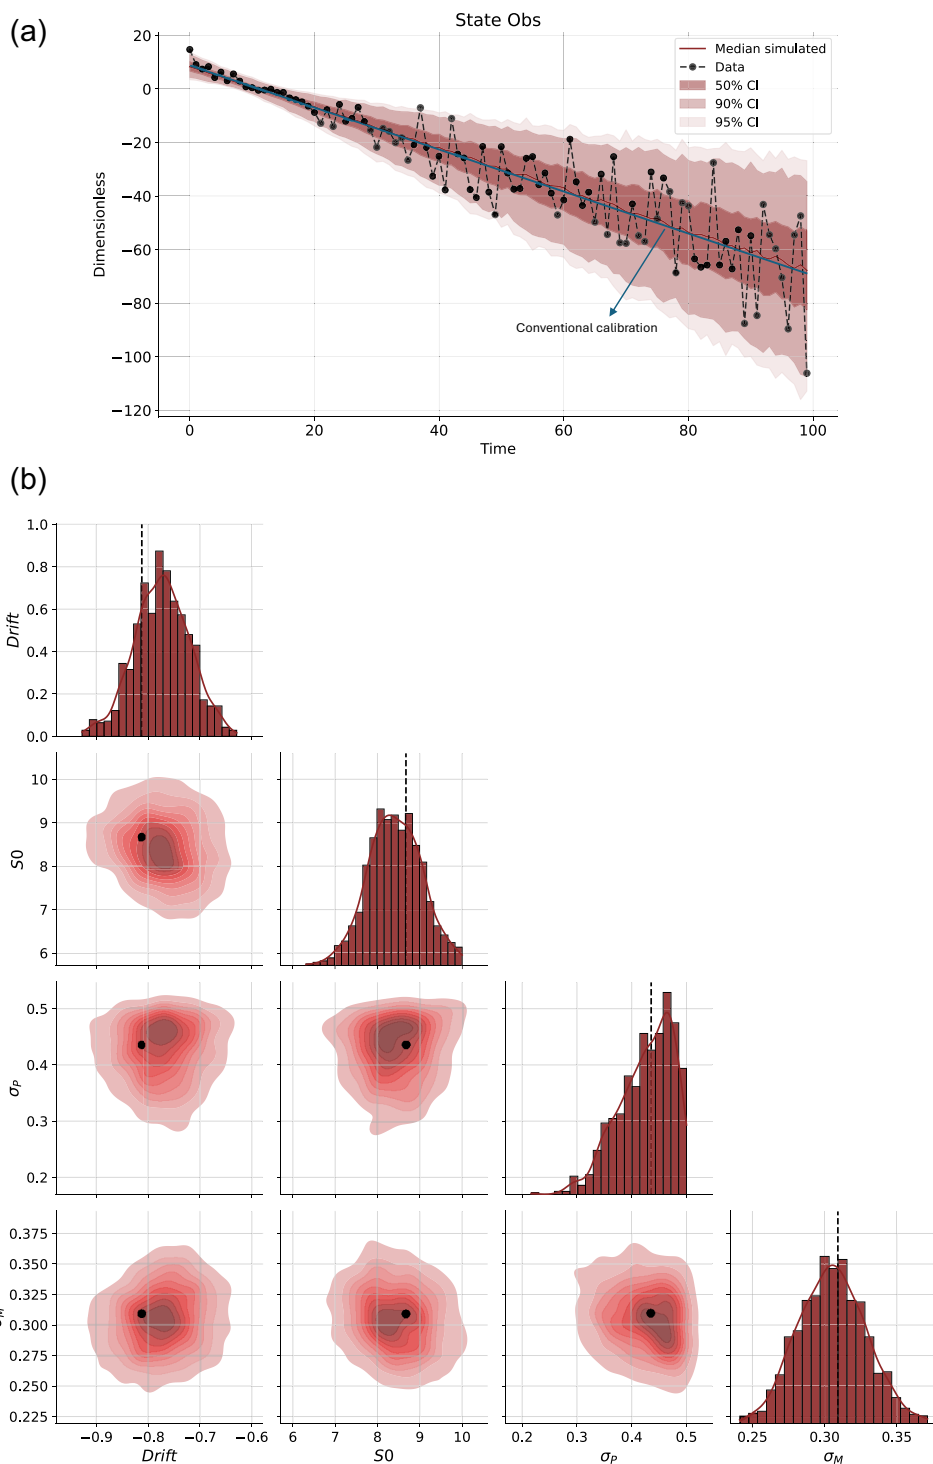 (a)
State Obs
20
0
−20
−40
−60
−80
−100
−120
Dimensionless
Median simulated
Data
50% CI
90% CI
95% CI
Conventional calibration
0 20 40 60 80 100
Time
(b)
1.0
0.8
0.6
0.4
0.2
0.0
Drift
10
9
8
7
6
S0
0.5
0.4
0.3
0.2
σP
0.375
0.350
0.325
0.300
0.275
0.250
0.225
σM
−0.9 −0.8 −0.7 −0.6
Drift
6 7 8 9 10
S0
0.2 0.3 0.4 0.5
σP
0.25 0.30 0.35
σM